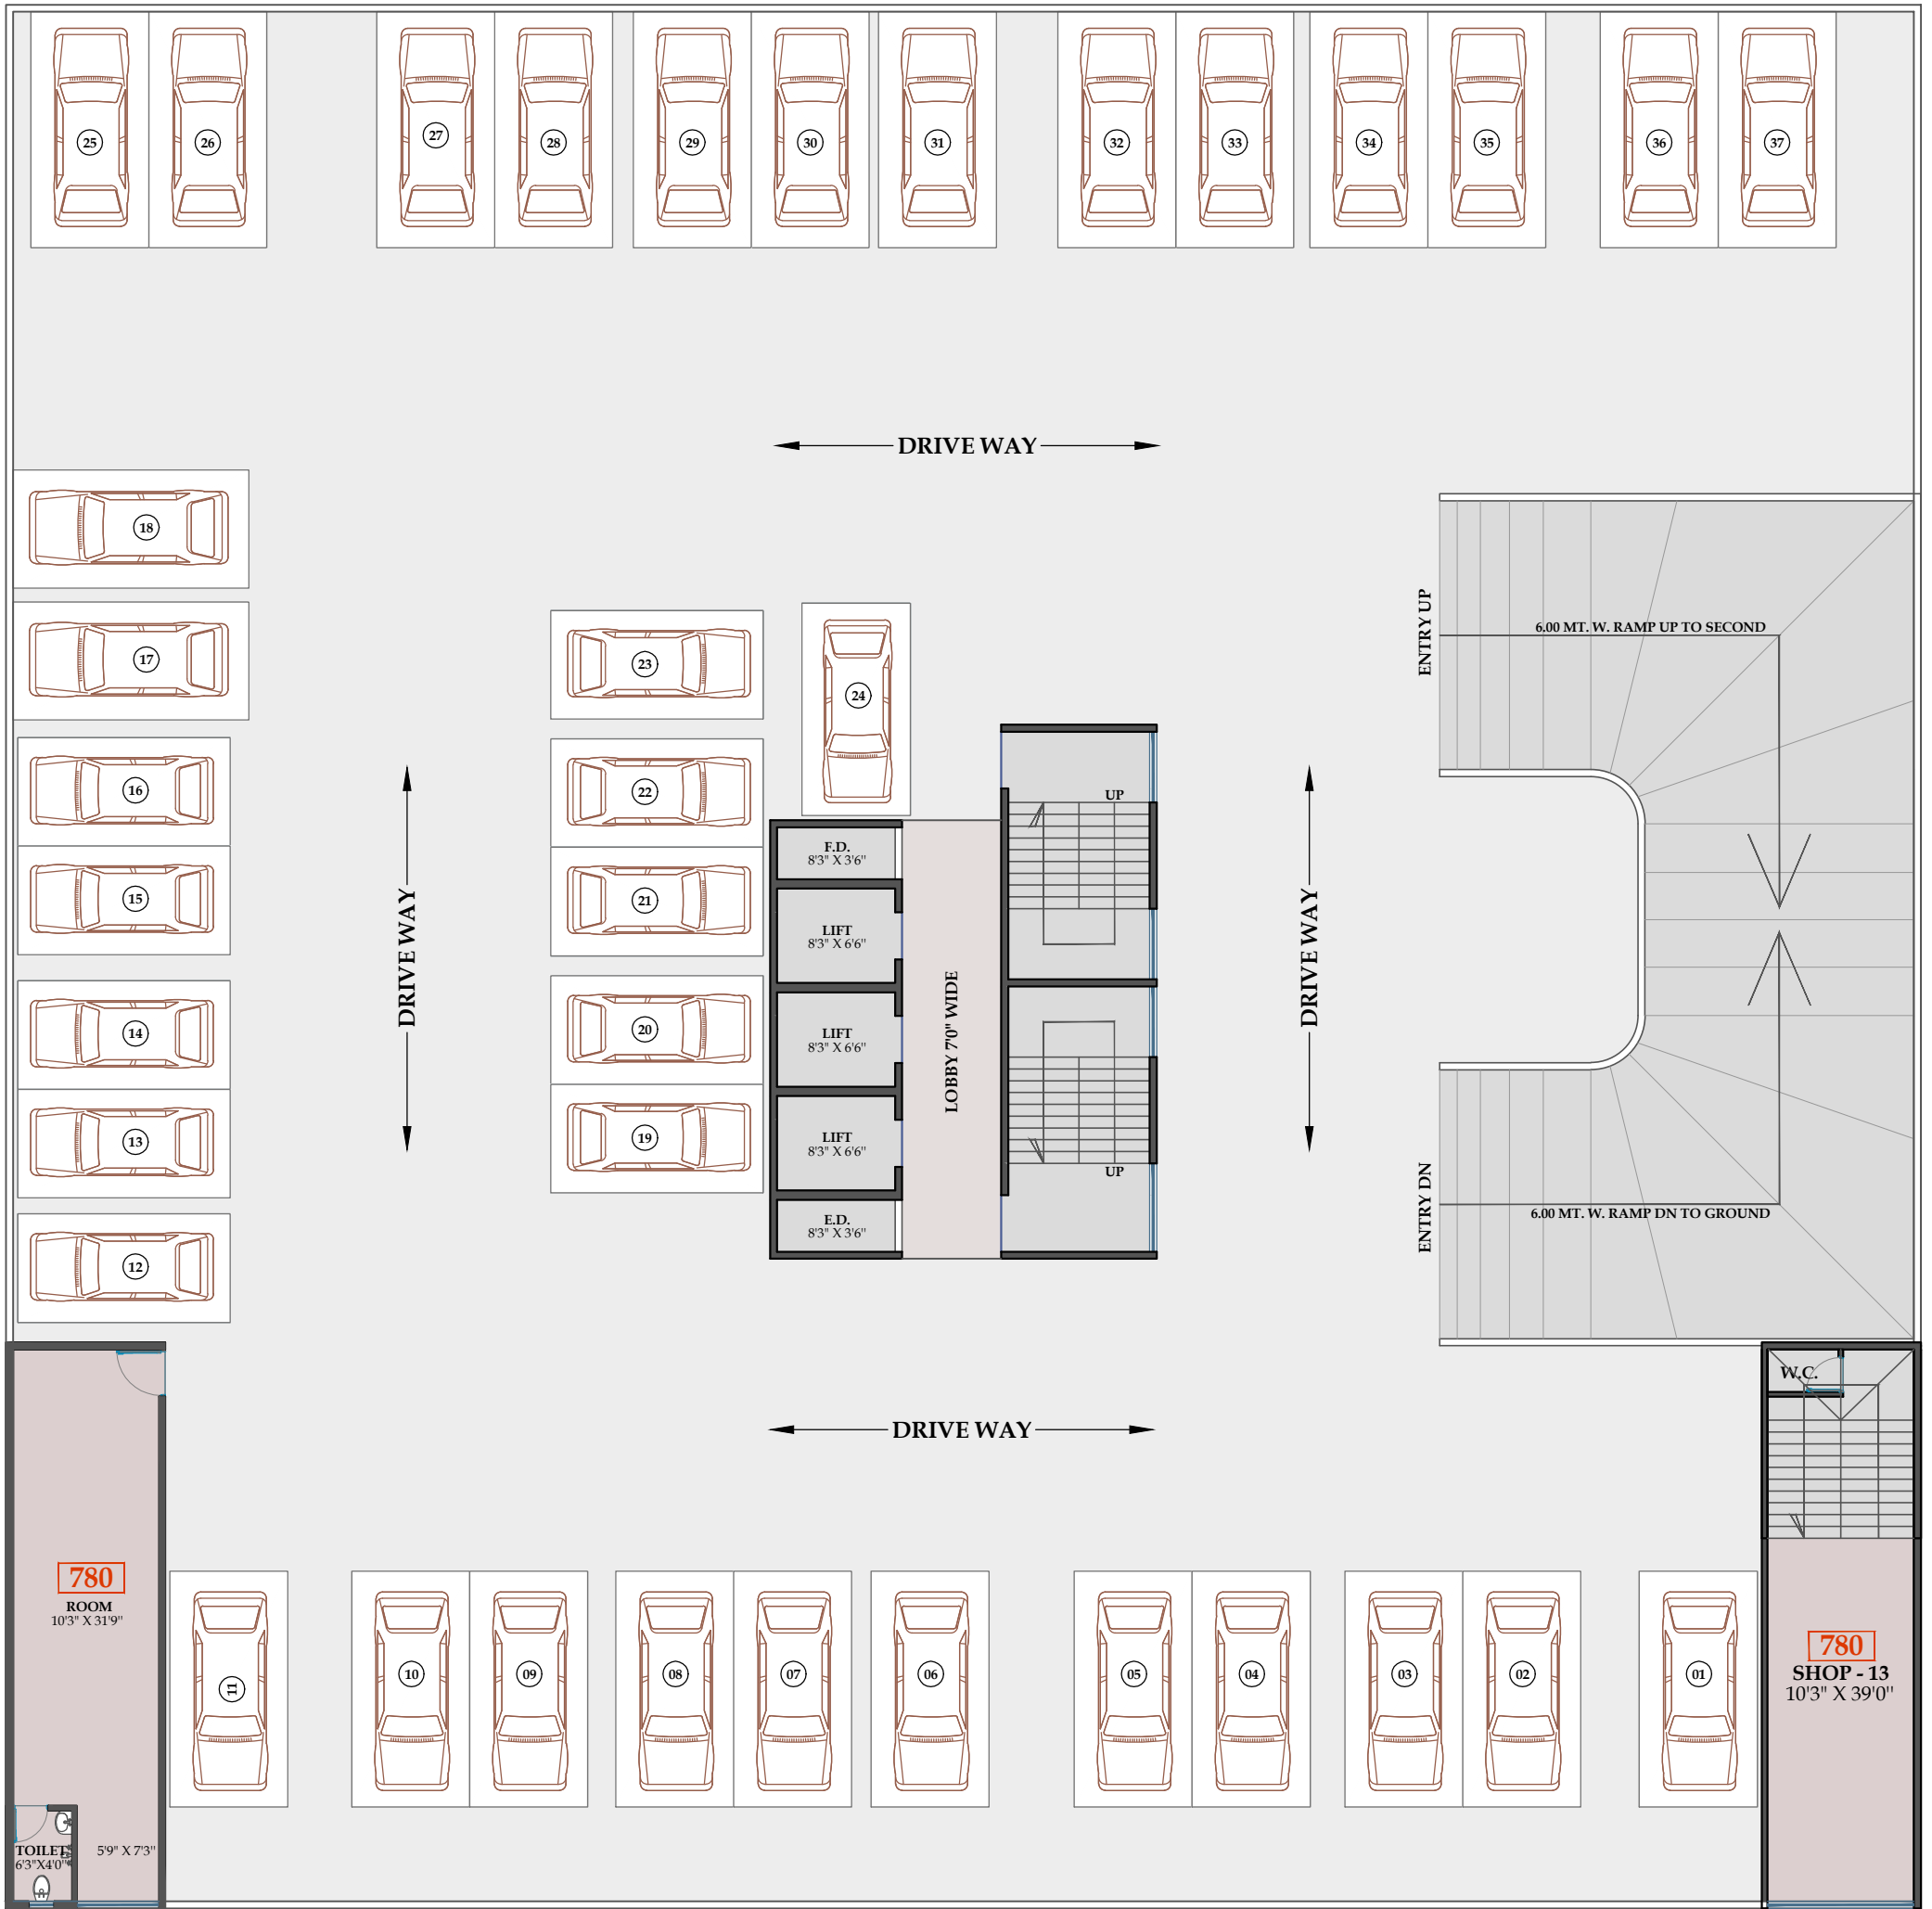 25
26
27
28
29
30
31
32
33
34
35
36
37
DRIVE WAY
18
17
16
15
14
13
12
DRIVE WAY
23
22
21
20
19
24
F.D.
8'3" X 3'6"
LIFT
8'3" X 6'6"
LIFT
8'3" X 6'6"
LIFT
8'3" X 6'6"
E.D.
8'3" X 3'6"
LOBBY 7'0" WIDE
UP
UP
DRIVE WAY
ENTRY UP
6.00 MT. W. RAMP UP TO SECOND
ENTRY DN
6.00 MT. W. RAMP DN TO GROUND
DRIVE WAY
W.C.
780
ROOM
10'3" X 31'9"
TOILET
6'3"X4'0"
5'9" X 7'3"
11
10
09
08
07
06
05
04
03
02
01
780
SHOP - 13
10'3" X 39'0"